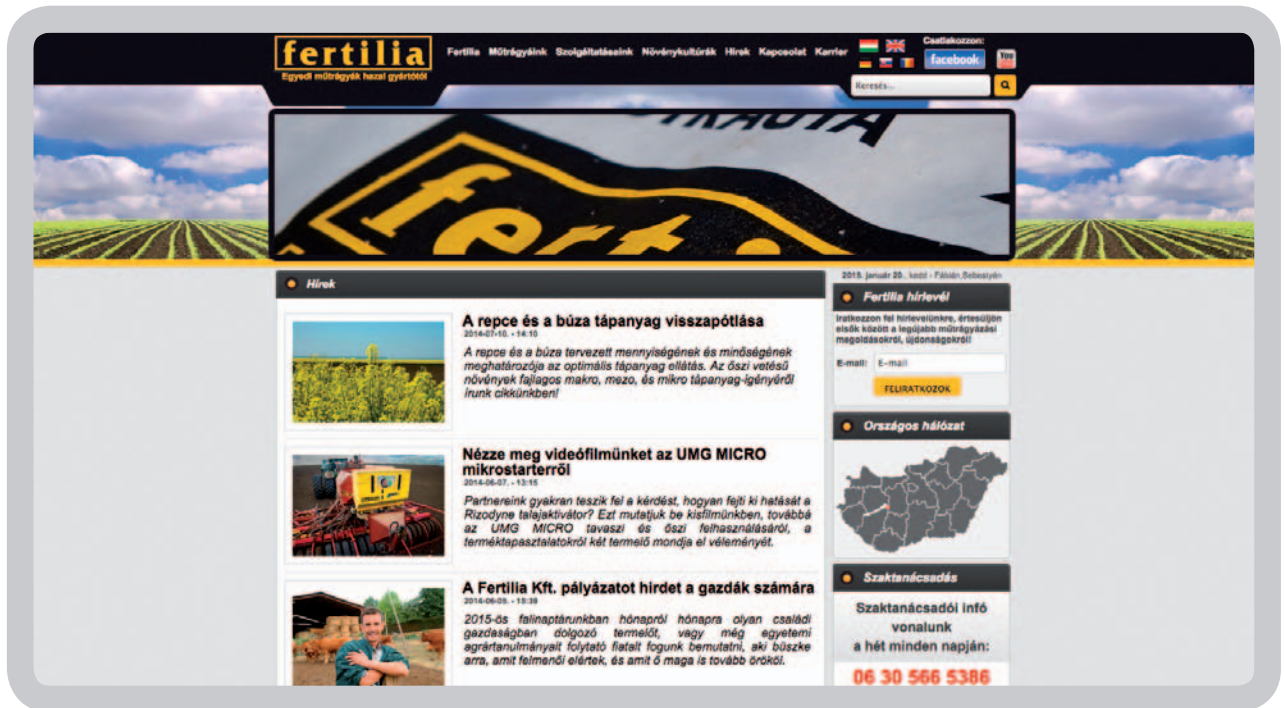 fertilia
Egyedi műtrágyák hazai gyártótól
Fertilia Műtrágyáink Szolgáltatásaink Növénykultúrák Hírek Kapcsolat Karrier
Csatlakozzon:
facebook
You
Keresés...
fert
Hírek
A repce és a búza tápanyag visszapótlása
2014-07-10. - 14:10
A repce és a búza tervezett mennyiségének és minőségének
meghatározója az optimális tápanyag ellátás. Az őszi vetésű
növények fajlagos makro, mezo, és mikro tápanyag-igényéről
írunk cikkünkben!
Nézze meg videófilmünket az UMG MICRO
mikrostarterről
2014-06-07. - 13:15
Partnereink gyakran teszik fel a kérdést, hogyan fejti ki hatását a
Rizodyne talajaktivátor? Ezt mutatjuk be kisfilmünkben, továbbá
az UMG MICRO tavaszi és őszi felhasználásáról, a
terméktapasztalatokról két termelő mondja el véleményét.
A Fertilia Kft. pályázatot hirdet a gazdák számára
2014-06-05. - 15:39
2015-ös falinaptárunkban hónapról hónapra olyan családi
gazdaságban dolgozó termelőt, vagy még egyetemi
agrártanulmányait folytató fiatalt fogunk bemutatni, aki büszke
arra, amit felmenői elértek, és amit ő maga is tovább örököl.
2015. január 20., kedd - Fábián,Sebestyén
Fertilia hírlevél
Iratkozzon fel hírlevelünkre, értesüljön
elsők között a legújabb műtrágyázási
megoldásokról, újdonságokról!
E-mail: E-mail
FELIRATKOZOK
Országos hálózat
Szaktanácsadás
Szaktanácsadói infó
vonalunk
a hét minden napján:
06 30 566 5386